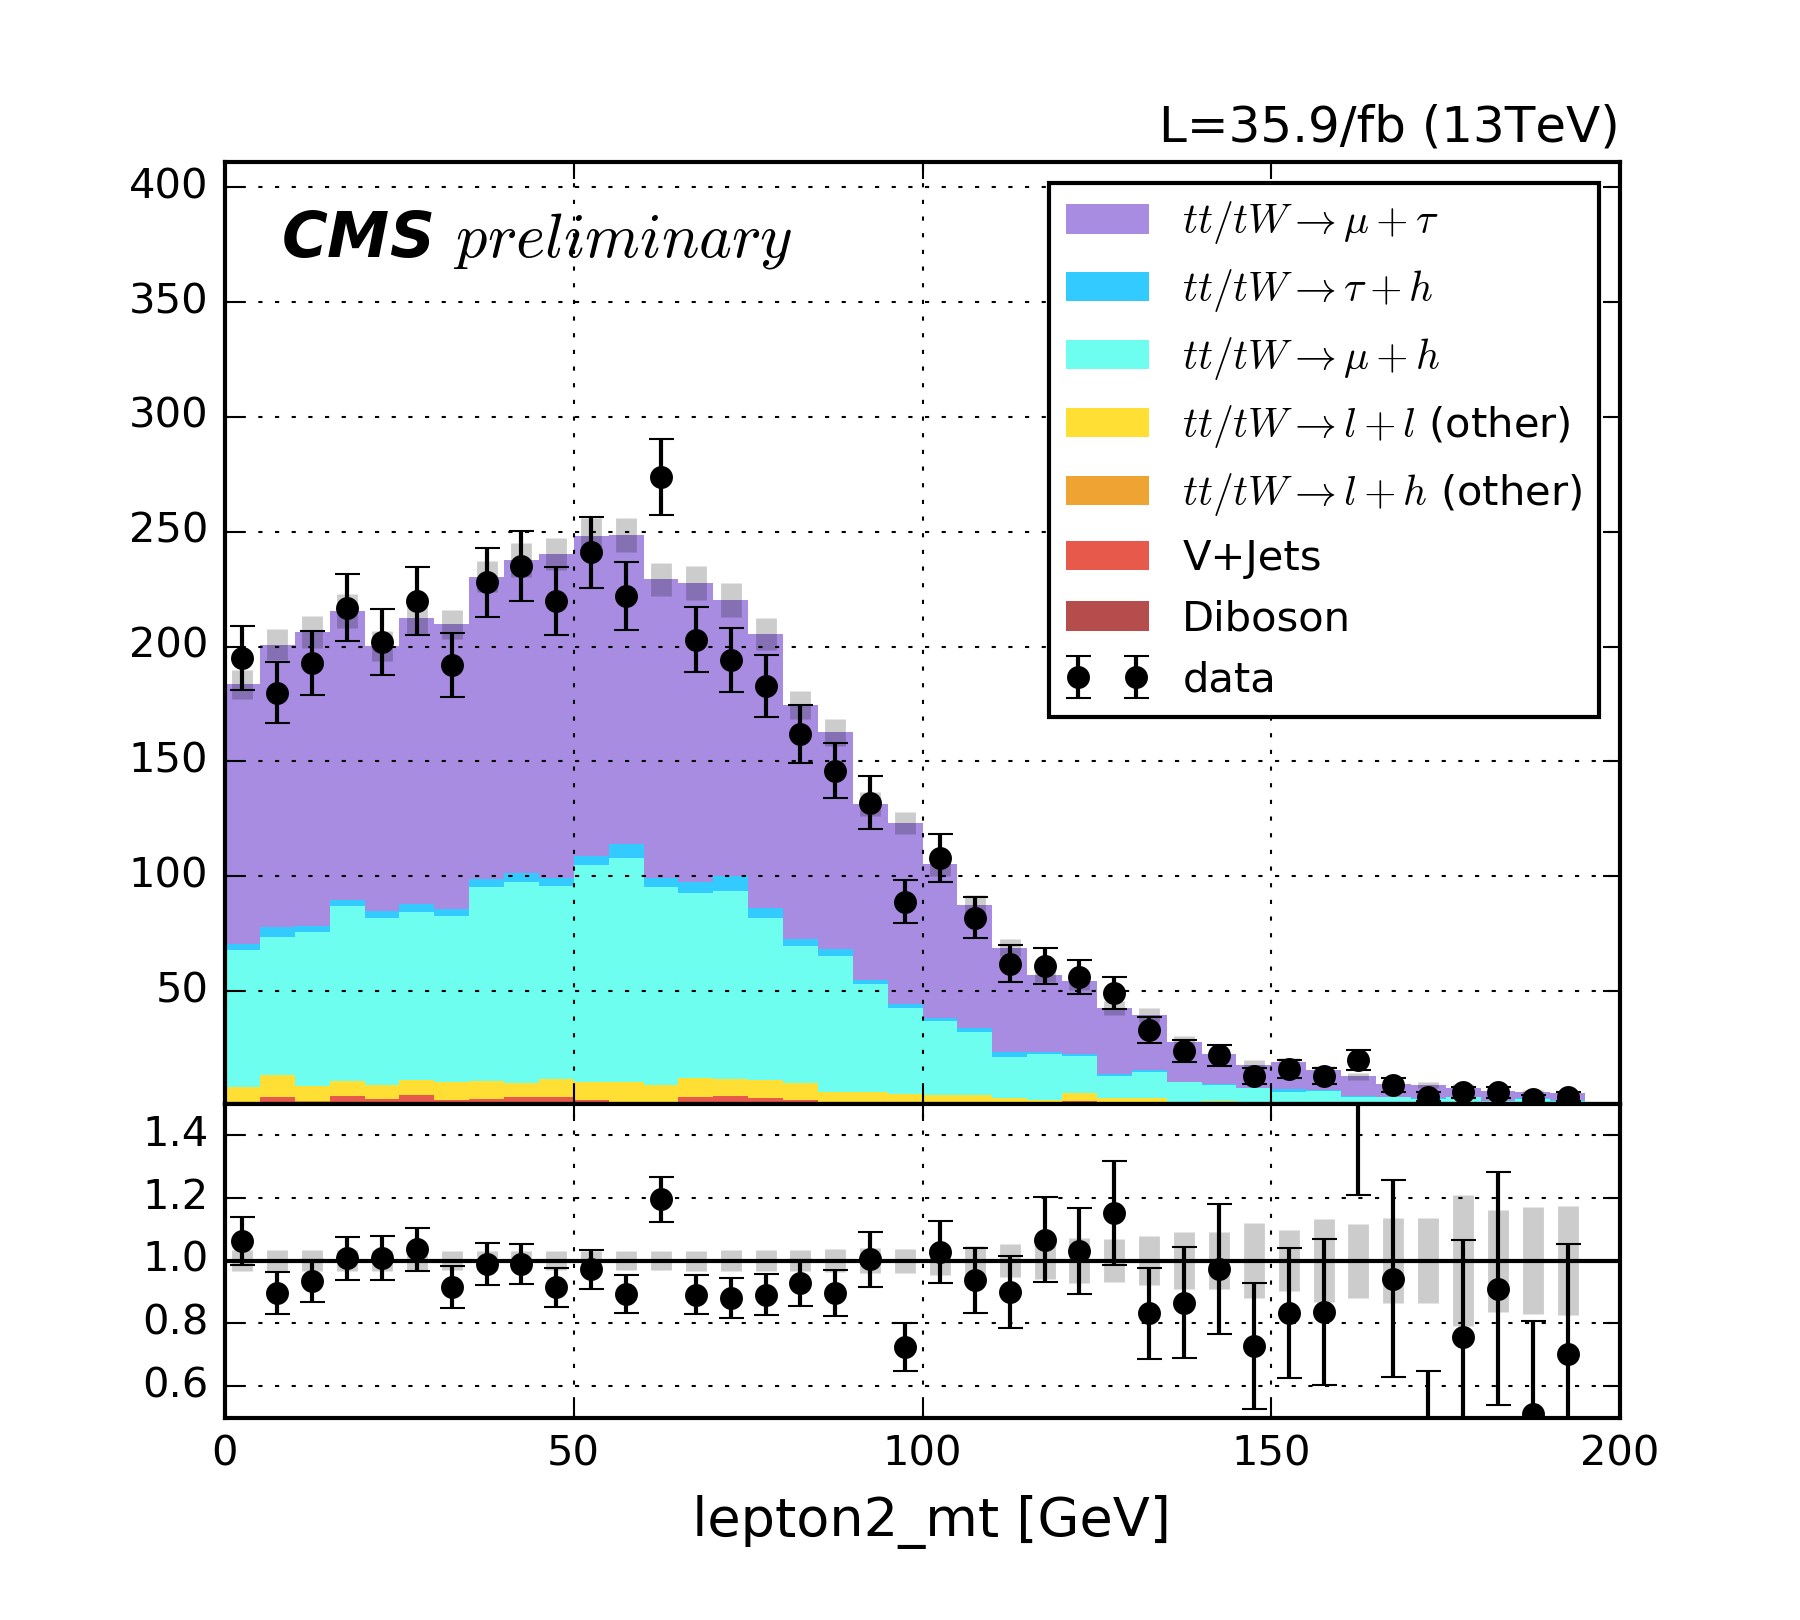 L=35.9/fb (13TeV)
CMS preliminary
400
350
300
250
200
150
100
50
tt/tW→μ+τ
tt/tW→τ+h
tt/tW→μ+h
tt/tW→l+l (other)
tt/tW→l+h (other)
V+Jets
Diboson
data
1.4
1.2
1.0
0.8
0.6
0 50 100 150 200
lepton2_mt [GeV]